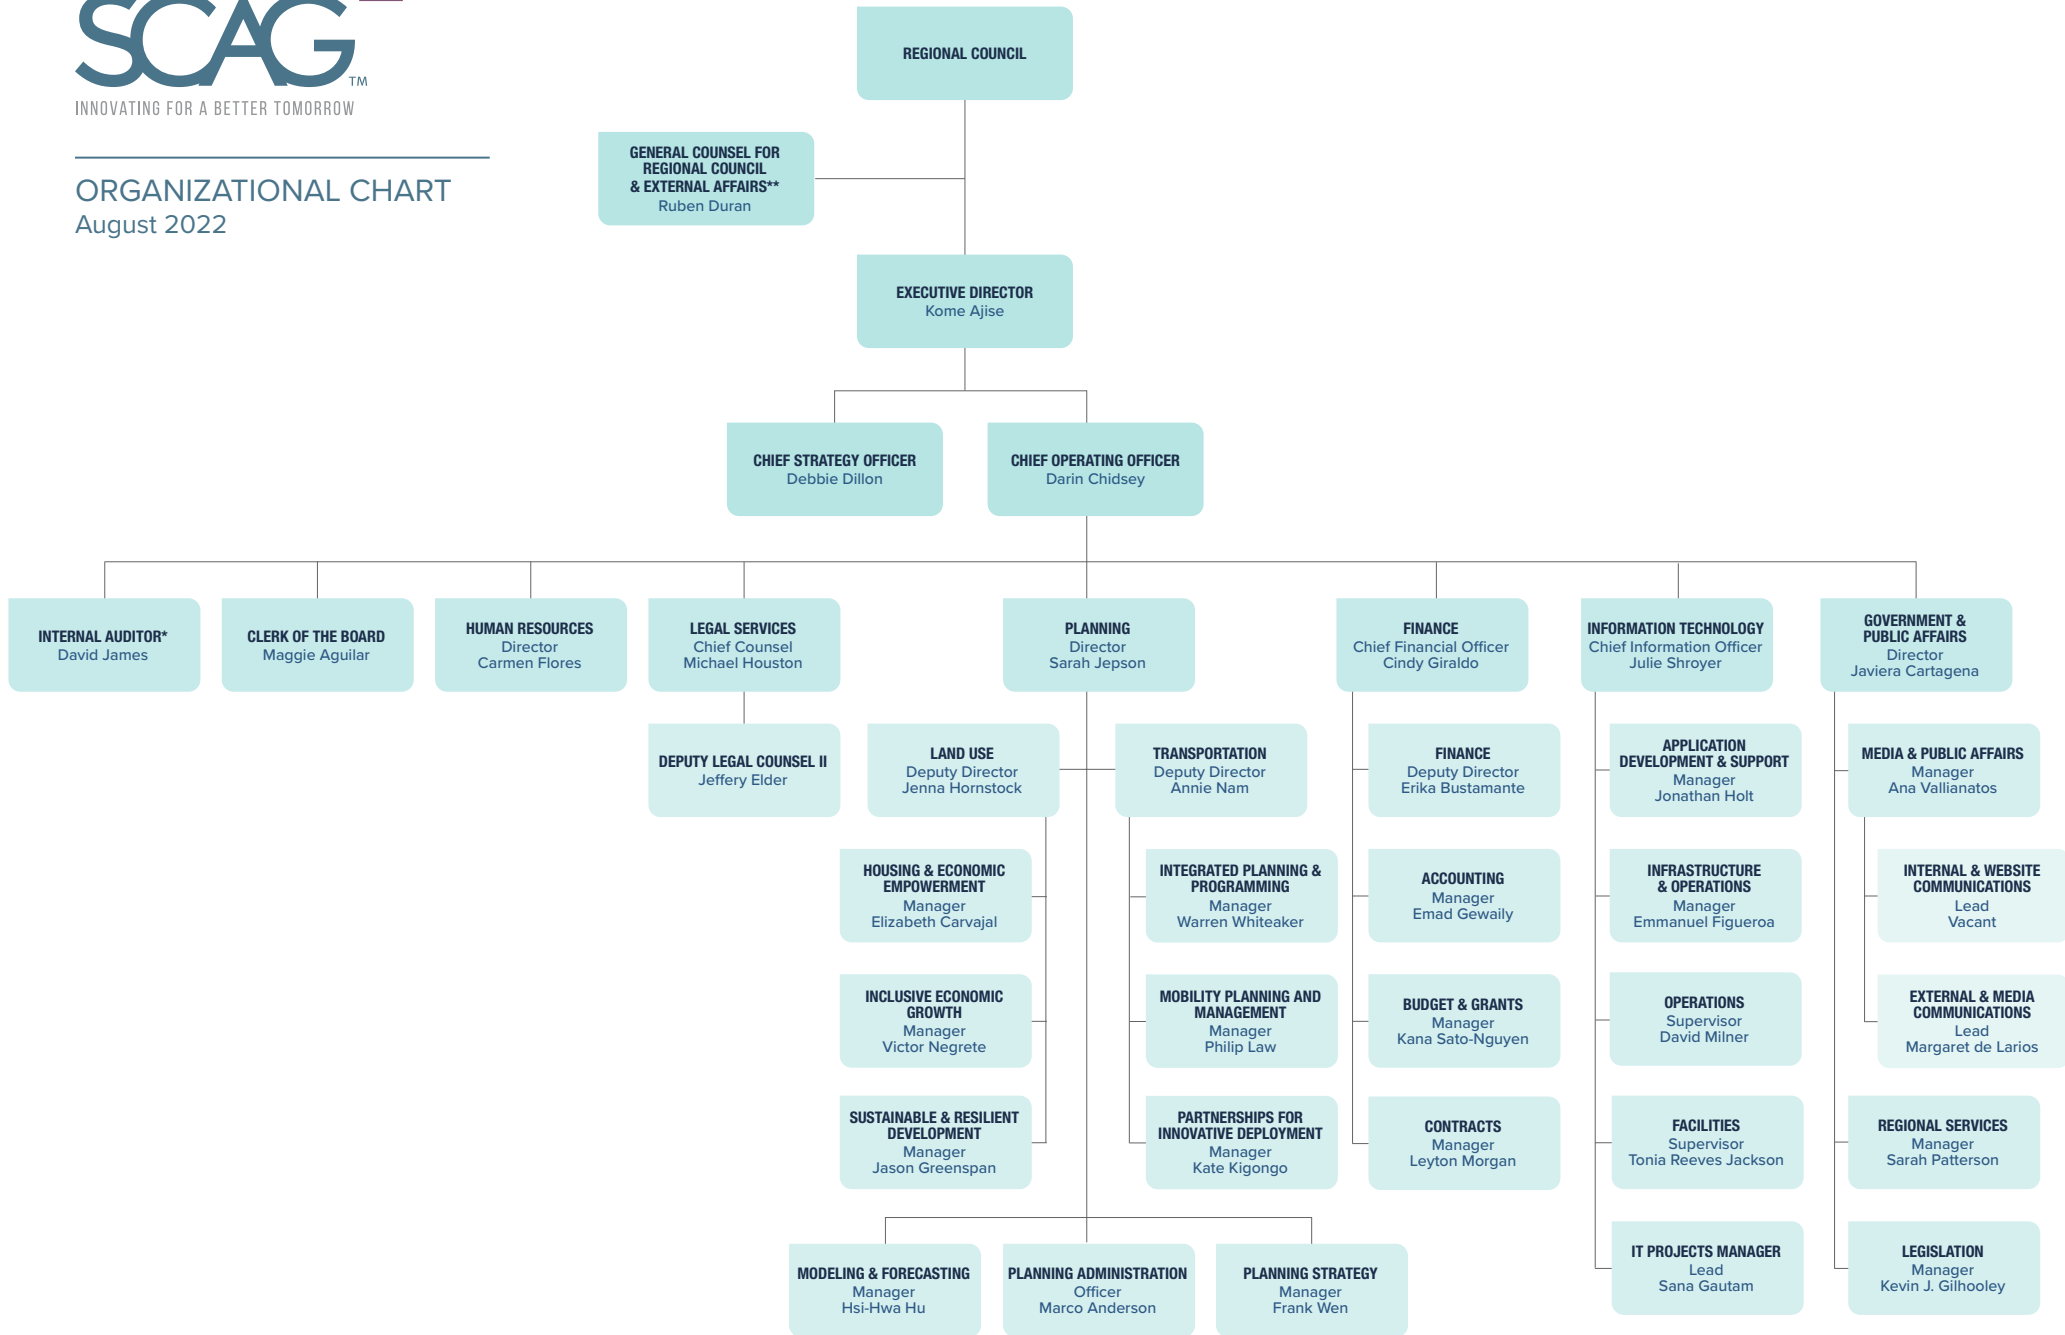 SCAG™
INNOVATING FOR A BETTER TOMORROW
ORGANIZATIONAL CHART
August 2022
REGIONAL COUNCIL
GENERAL COUNSEL FOR
REGIONAL COUNCIL
& EXTERNAL AFFAIRS**
Ruben Duran
EXECUTIVE DIRECTOR
Kome Ajise
CHIEF STRATEGY OFFICER
Debbie Dillon
CHIEF OPERATING OFFICER
Darin Chidsey
INTERNAL AUDITOR*
David James
CLERK OF THE BOARD
Maggie Aguilar
HUMAN RESOURCES
Director
Carmen Flores
LEGAL SERVICES
Chief Counsel
Michael Houston
PLANNING
Director
Sarah Jepson
FINANCE
Chief Financial Officer
Cindy Giraldo
INFORMATION TECHNOLOGY
Chief Information Officer
Julie Shroyer
GOVERNMENT &
PUBLIC AFFAIRS
Director
Javiera Cartagena
DEPUTY LEGAL COUNSEL II
Jeffery Elder
LAND USE
Deputy Director
Jenna Hornstock
TRANSPORTATION
Deputy Director
Annie Nam
FINANCE
Deputy Director
Erika Bustamante
APPLICATION
DEVELOPMENT & SUPPORT
Manager
Jonathan Holt
MEDIA & PUBLIC AFFAIRS
Manager
Ana Vallianatos
HOUSING & ECONOMIC
EMPOWERMENT
Manager
Elizabeth Carvajal
INTEGRATED PLANNING &
PROGRAMMING
Manager
Warren Whiteaker
ACCOUNTING
Manager
Emad Gewaily
INFRASTRUCTURE
& OPERATIONS
Manager
Emmanuel Figueroa
INTERNAL & WEBSITE
COMMUNICATIONS
Lead
Vacant
INCLUSIVE ECONOMIC
GROWTH
Manager
Victor Negrete
MOBILITY PLANNING AND
MANAGEMENT
Manager
Philip Law
BUDGET & GRANTS
Manager
Kana Sato-Nguyen
OPERATIONS
Supervisor
David Milner
EXTERNAL & MEDIA
COMMUNICATIONS
Lead
Margaret de Larios
SUSTAINABLE & RESILIENT
DEVELOPMENT
Manager
Jason Greenspan
PARTNERSHIPS FOR
INNOVATIVE DEPLOYMENT
Manager
Kate Kigongo
CONTRACTS
Manager
Leyton Morgan
FACILITIES
Supervisor
Tonia Reeves Jackson
REGIONAL SERVICES
Manager
Sarah Patterson
MODELING & FORECASTING
Manager
Hsi-Hwa Hu
PLANNING ADMINISTRATION
Officer
Marco Anderson
PLANNING STRATEGY
Manager
Frank Wen
IT PROJECTS MANAGER
Lead
Sana Gautam
LEGISLATION
Manager
Kevin J. Gilhooley